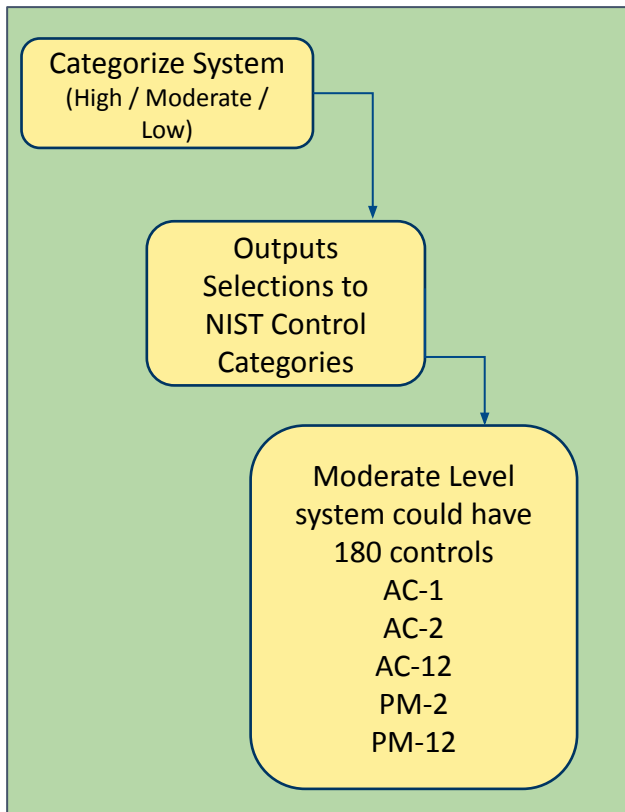 Categorize System
(High / Moderate /
Low)
Outputs
Selections to
NIST Control
Categories
Moderate Level
system could have
180 controls
AC-1
AC-2
AC-12
PM-2
PM-12